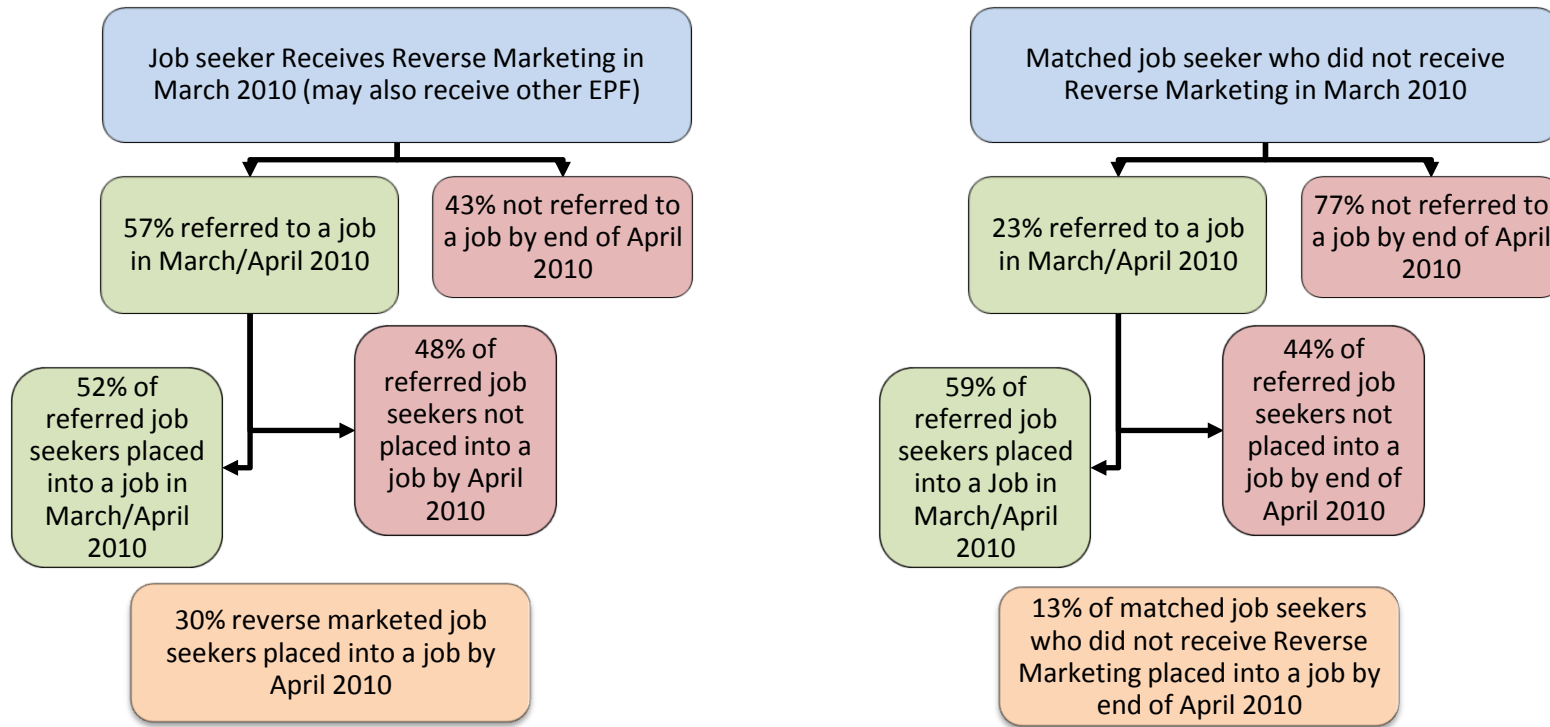 Job seeker Receives Reverse Marketing in
March 2010 (may also receive other EPF)
57% referred to a job
in March/April 2010
43% not referred to
a job by end of April
2010
52% of
referred job
seekers placed
into a job in
March/April
2010
48% of
referred job
seekers not
placed into a
job by April
2010
30% reverse marketed job
seekers placed into a job by
April 2010
Matched job seeker who did not receive
Reverse Marketing in March 2010
23% referred to a job
in March/April 2010
77% not referred to
a job by end of April
2010
59% of
referred job
seekers placed
into a Job in
March/April
2010
44% of
referred job
seekers not
placed into a
job by end of
April 2010
13% of matched job seekers
who did not receive Reverse
Marketing placed into a job by
end of April 2010